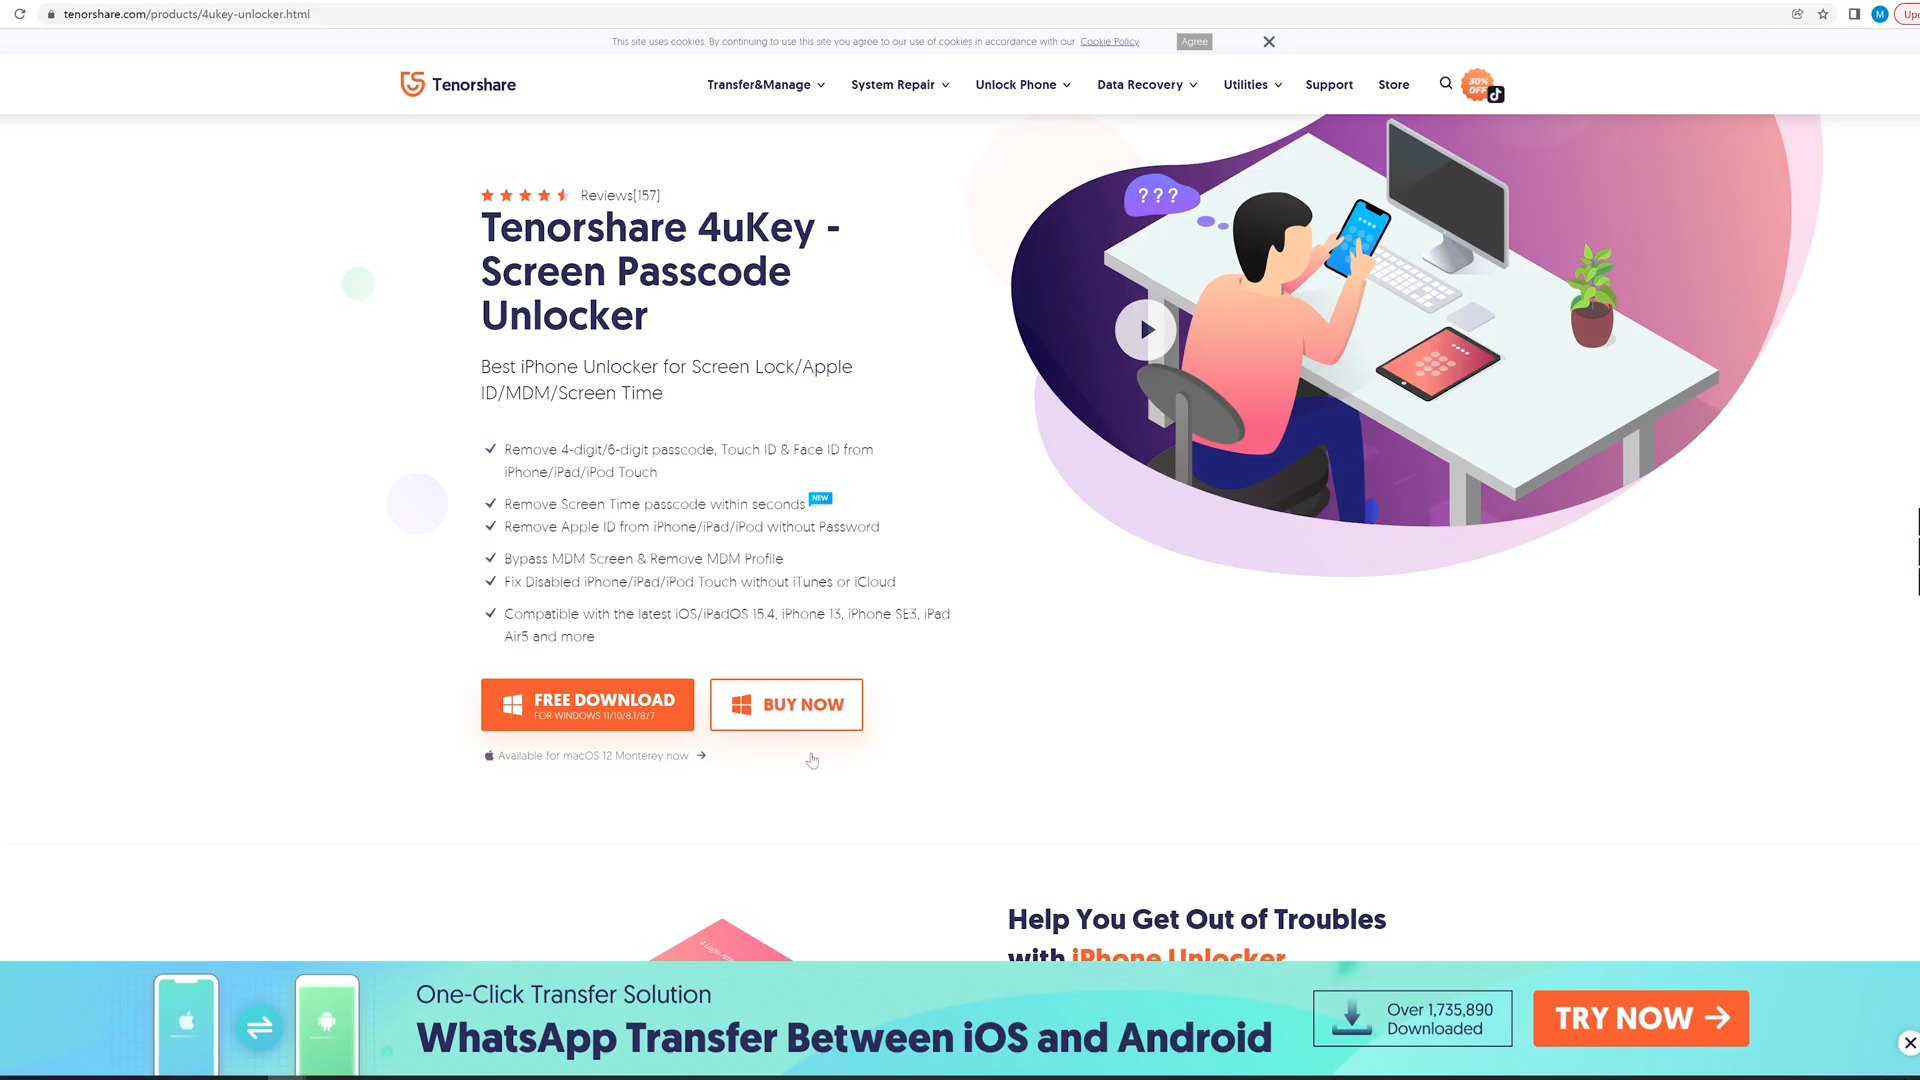 tenorshare.com/products/4ukey-unlocker.html
M
This site uses cookies. By continuing to use this site you agree to our use of cookies in accordance with our Cookie Policy
Agree
Tenorshare
Transfer&Manage
System Repair
Unlock Phone
Data Recovery
Utilities
Support
Store
30%
OFF
Reviews[157]
Tenorshare 4uKey -
Screen Passcode
Unlocker
???
Best iPhone Unlocker for Screen Lock/Apple
ID/MDM/Screen Time
Remove 4-digit/6-digit passcode, Touch ID & Face ID from
iPhone/iPad/iPod Touch
Remove Screen Time passcode within seconds NEW
Remove Apple ID from iPhone/iPad/iPod without Password
Bypass MDM Screen & Remove MDM Profile
Fix Disabled iPhone/iPad/iPod Touch without iTunes or iCloud
Compatible with the latest iOS/iPadOS 15.4, iPhone 13, iPhone SE3, iPad
Air5 and more
FREE DOWNLOAD
FOR WINDOWS 11/10/8.1/8/7
BUY NOW
Available for macOS 12 Monterey now
Help You Get Out of Troubles
with iPhone Unlocker
One-Click Transfer Solution
WhatsApp Transfer Between iOS and Android
Over 1,735,890
Downloaded
TRY NOW